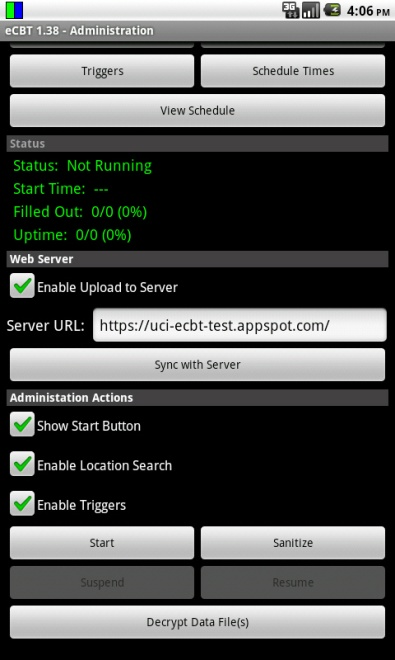 3G 4:06 PM
eCBT 1.38 - Administration
Triggers Schedule Times
View Schedule
Status
Status: Not Running
Start Time: ---
Filled Out: 0/0 (0%)
Uptime: 0/0 (0%)
Web Server
Enable Upload to Server
Server URL: https://uci-ecbt-test.appspot.com/
Sync with Server
Administation Actions
Show Start Button
Enable Location Search
Enable Triggers
Start Sanitize
Suspend Resume
Decrypt Data File(s)